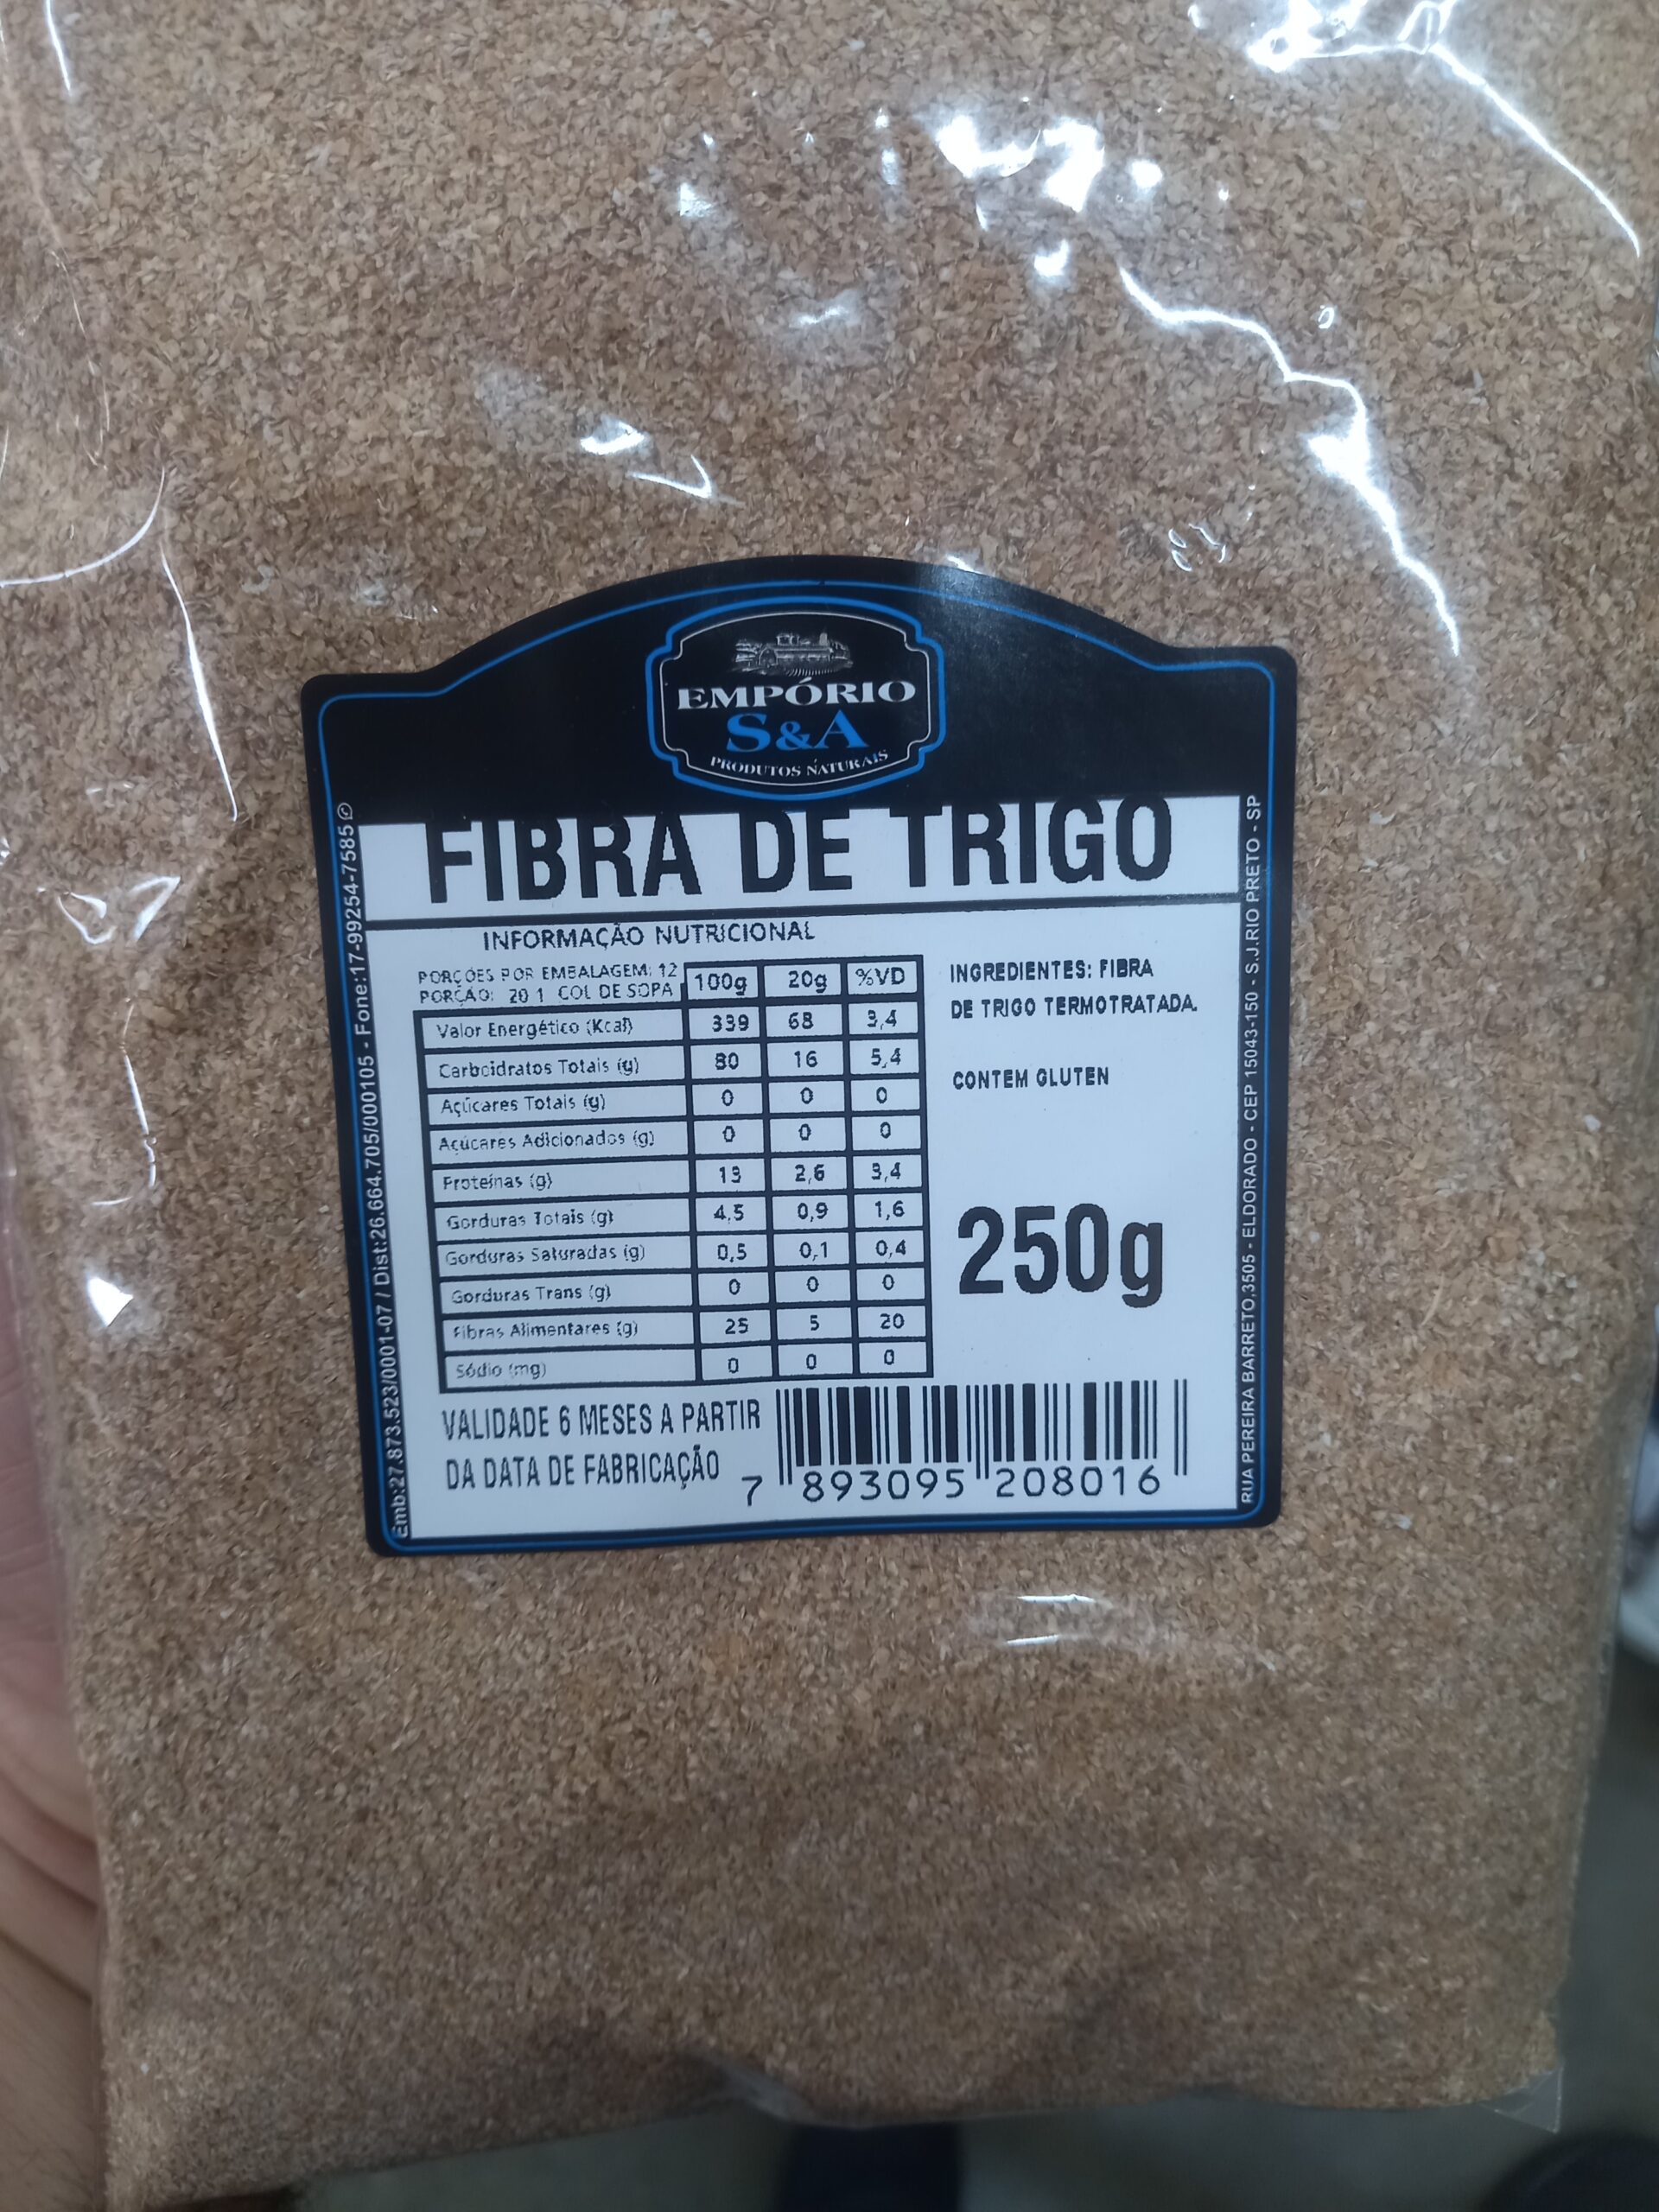 EMPÓRIO
S&A
PRODUTOS NATURAIS
FIBRA DE TRIGO
INFORMAÇÃO NUTRICIONAL
PORÇÕES POR EMBALAGEM: 12
PORÇÃO: 20 1 COL DE SOPA
100g 20g %VD
Valor Energético (Kcal) 339 68 3,4
Carboidratos Totais (g) 80 16 5,4
Açúcares Totais (g) 0 0 0
Açúcares Adicionados (g) 0 0 0
Proteínas (g) 13 2,6 3,4
Gorduras Totais (g) 4,5 0,9 1,6
Gorduras Saturadas (g) 0,5 0,1 0,4
Gorduras Trans (g) 0 0 0
Fibras Alimentares (g) 25 5 20
Sódio (mg) 0 0 0
INGREDIENTES: FIBRA
DE TRIGO TERMOTRATADA.
CONTEM GLUTEN
250g
VALIDADE 6 MESES A PARTIR
DA DATA DE FABRICAÇÃO
7 893095 208016
Emb:27.873.523/0001-07 / Dist:26.664.705/000105 - Fone:17-99254-7585
RUA PEREIRA BARRETO,3505 - ELDORADO - CEP 15043-150 - S.J.RIO PRETO - SP